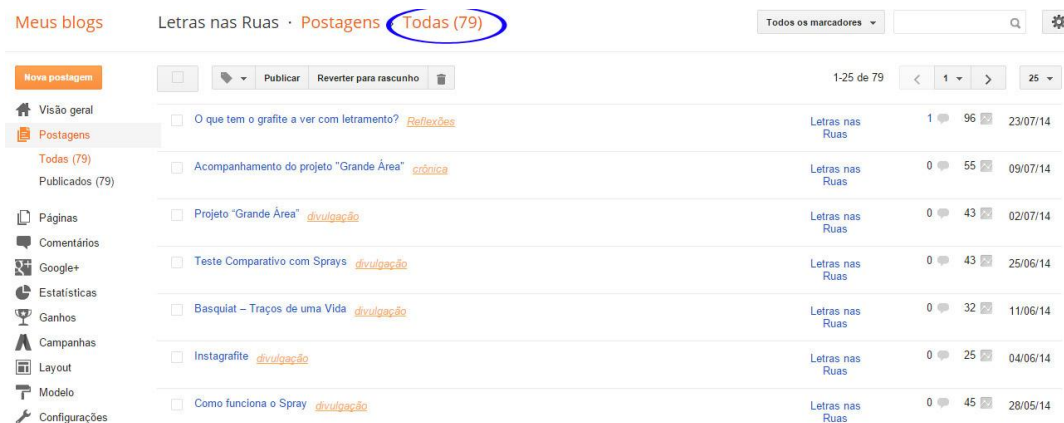 Meus blogs
Letras nas Ruas · Postagens · Todas (79)
Todos os marcadores
Nova postagem
Publicar
Reverter para rascunho
1-25 de 79
1
25
Visão geral
Postagens
Todas (79)
Publicados (79)
Páginas
Comentários
Google+
Estatísticas
Ganhos
Campanhas
Layout
Modelo
Configurações
O que tem o grafite a ver com letramento? Reflexões
Letras nas
Ruas
1 96 23/07/14
Acompanhamento do projeto "Grande Área" crônica
Letras nas
Ruas
0 55 09/07/14
Projeto “Grande Área” divulgação
Letras nas
Ruas
0 43 02/07/14
Teste Comparativo com Sprays divulgação
Letras nas
Ruas
0 43 25/06/14
Basquiat – Traços de uma Vida divulgação
Letras nas
Ruas
0 32 11/06/14
Instagrafite divulgação
Letras nas
Ruas
0 25 04/06/14
Como funciona o Spray divulgação
Letras nas
Ruas
0 45 28/05/14